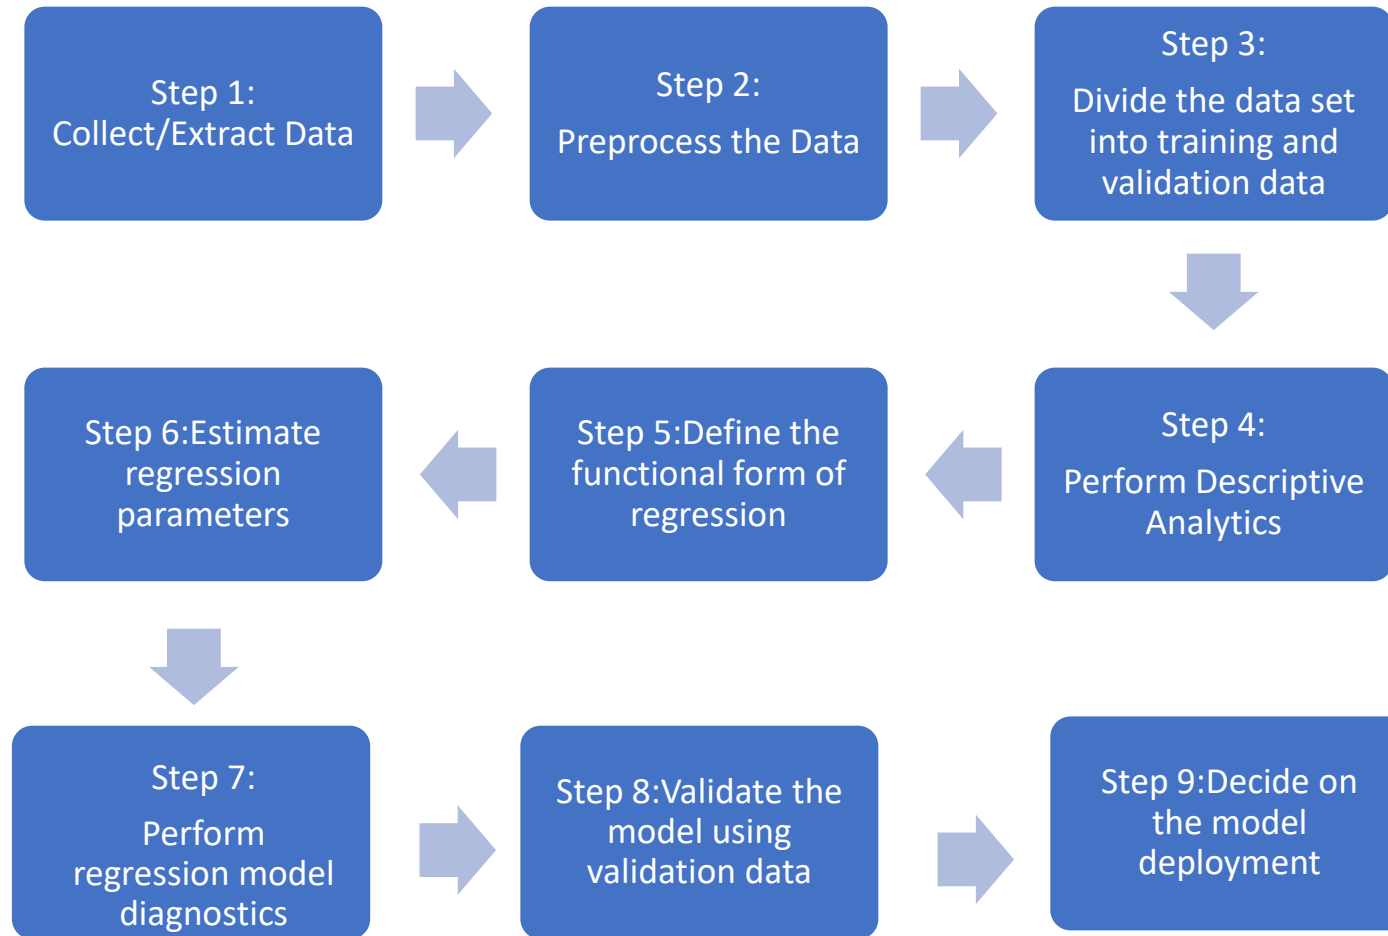 Step 1:
Collect/Extract Data
Step 2:
Preprocess the Data
Step 3:
Divide the data set
into training and
validation data
Step 4:
Perform Descriptive
Analytics
Step 5:Define the
functional form of
regression
Step 6:Estimate
regression
parameters
Step 7:
Perform
regression model
diagnostics
Step 8:Validate the
model using
validation data
Step 9:Decide on
the model
deployment